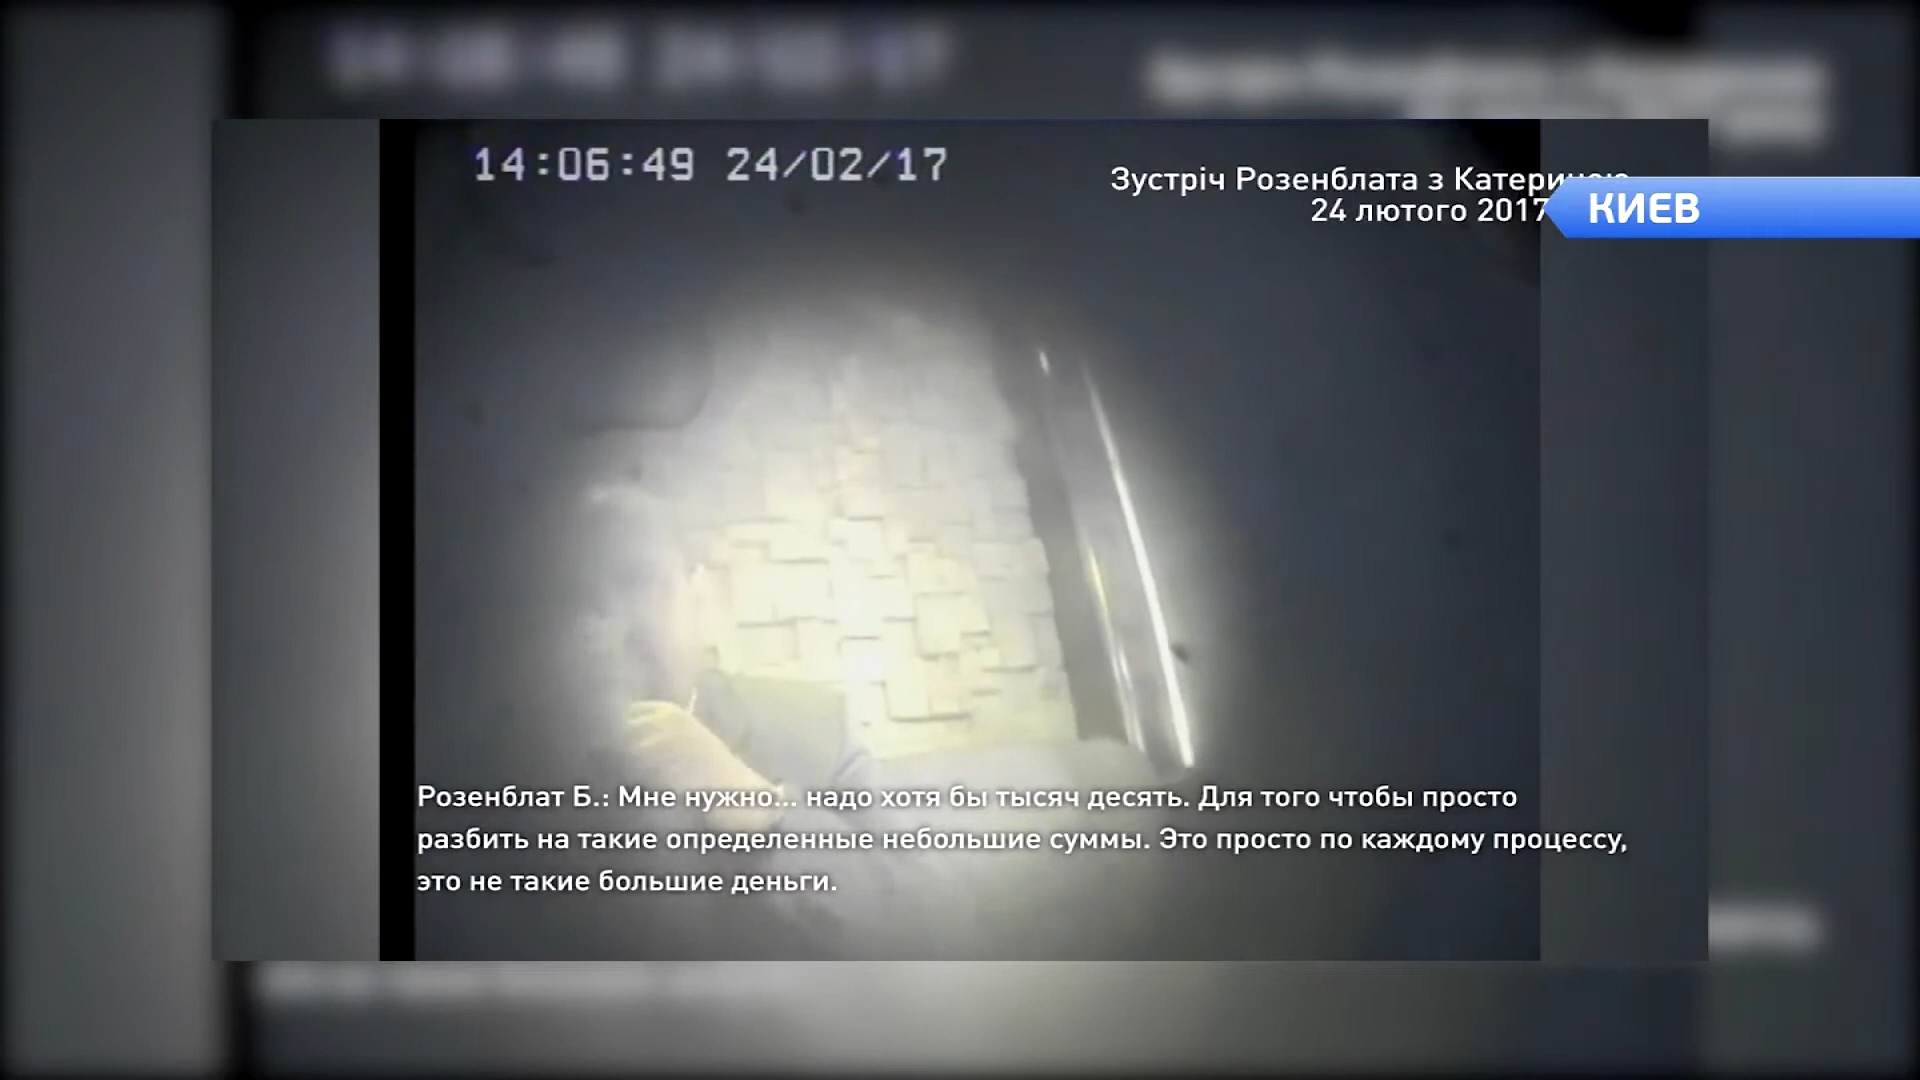 14:06:49 24/02/17
Зустріч Розенблата з Катериною
24 лютого 2017
КИЕВ
Розенблат Б.: Мне нужно... надо хотя бы тысяч десять. Для того чтобы просто
разбить на такие определенные небольшие суммы. Это просто по каждому процессу,
это не такие большие деньги.